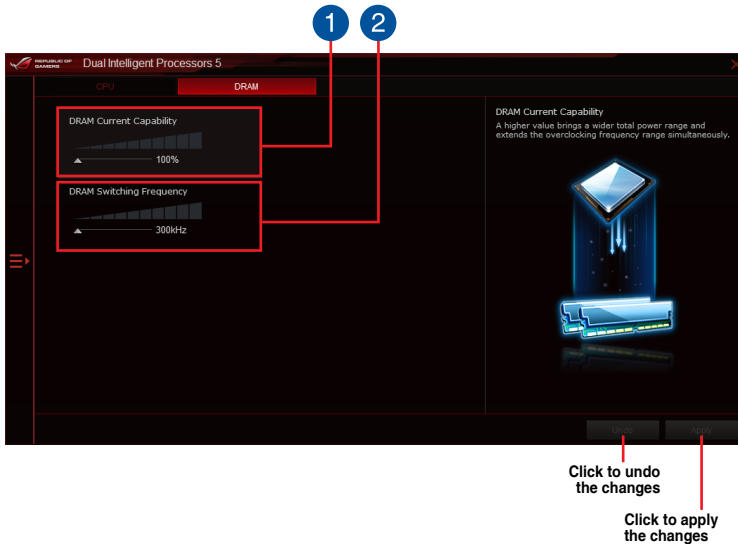 1 2
REPUBLIC OF
GAMERS
Dual Intelligent Processors 5
CPU DRAM
DRAM Current Capability
100%
DRAM Switching Frequency
300kHz
DRAM Current Capability
A higher value brings a wider total power range and
extends the overclocking frequency range simultaneously.
Undo Apply
Click to undo
the changes
Click to apply
the changes